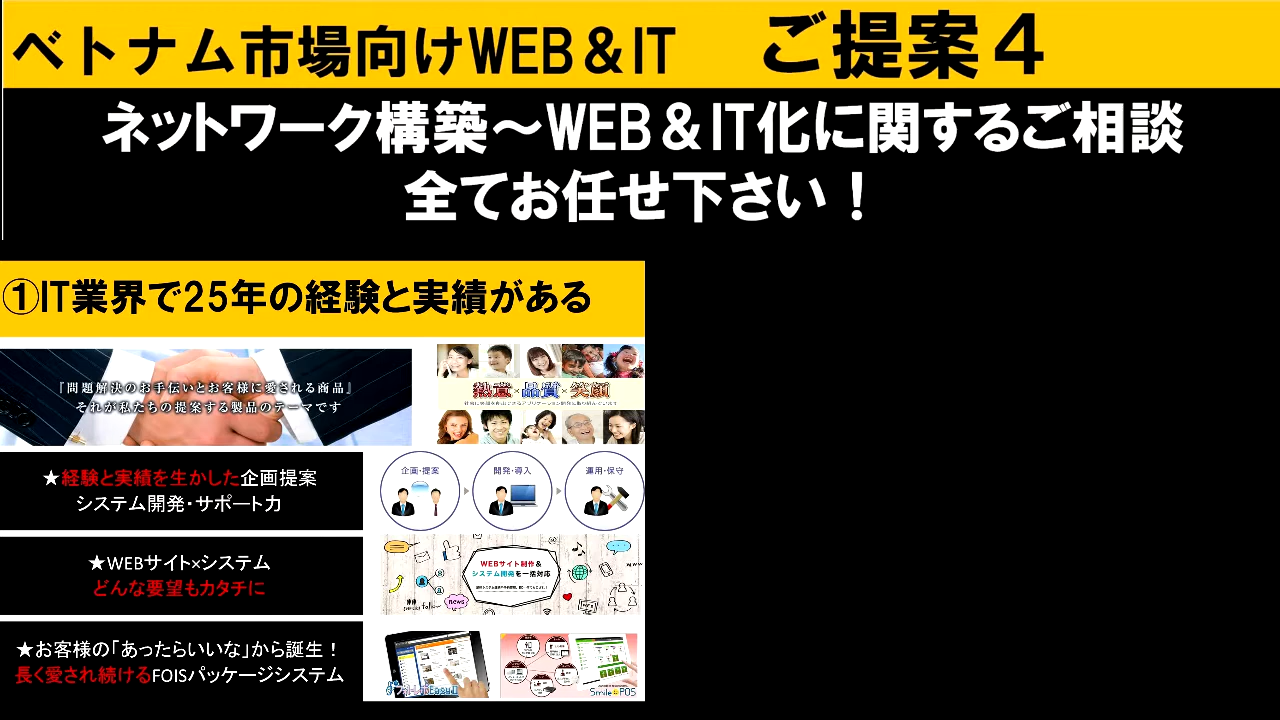 ベトナム市場向けWEB＆IT　ご提案４
ネットワーク構築～WEB＆IT化に関するご相談
全てお任せ下さい！
①IT業界で25年の経験と実績がある
『問題解決のお手伝いとお客様に愛される商品』
それが私たちの提案する製品のテーマです
熱意×品質×笑顔
★経験と実績を生かした企画提案
システム開発・サポート力
企画・提案
開発・導入
運用・保守
★WEBサイト×システム
どんな要望もカタチに
WEBサイト制作＆
システム開発を一括対応
news
★お客様の「あったらいいな」から誕生！
長く愛され続けるFOISパッケージシステム
Smile POS